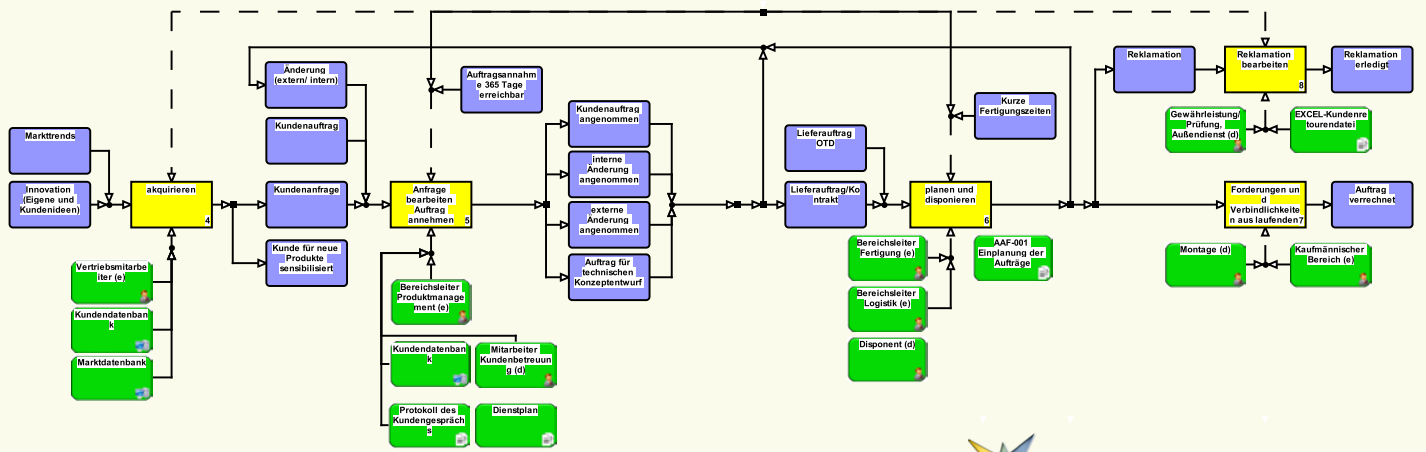 Markttrends
Innovation
(Eigene und
Kundenideen)
akquirieren
4
Vertriebsmitarbe
iter (e)
Kundendatenban
k
Marktdatenbank
Änderung
(extern/ intern)
Kundenauftrag
Kundenanfrage
Kunde für neue
Produkte
sensibilisiert
Auftragsannahm
e 365 Tage
erreichbar
Anfrage
bearbeiten
Auftrag
annehmen
5
Bereichsleiter
Produktmanage
ment (e)
Kundendatenban
k
Mitarbeiter
Kundenbetreuun
g (d)
Protokoll des
Kundengespräch
s
Dienstplan
Kundenauftrag
angenommen
interne
Änderung
angenommen
externe
Änderung
angenommen
Auftrag für
technischen
Konzeptentwurf
Lieferauftrag
OTD
Lieferauftrag/Ko
ntrakt
Kurze
Fertigungszeiten
planen und
disponieren
6
Bereichsleiter
Fertigung (e)
AAF-001
Einplanung der
Aufträge
Bereichsleiter
Logistik (e)
Disponent (d)
Reklamation
Reklamation
bearbeiten
8
Reklamation
erledigt
Gewährleistung/
Prüfung,
Außendienst (d)
EXCEL-Kundenre
tourendatei
Forderungen un
d
Verbindlichkeite
n aus laufenden
7
Auftrag
verrechnet
Montage (d)
Kaufmännischer
Bereich (e)